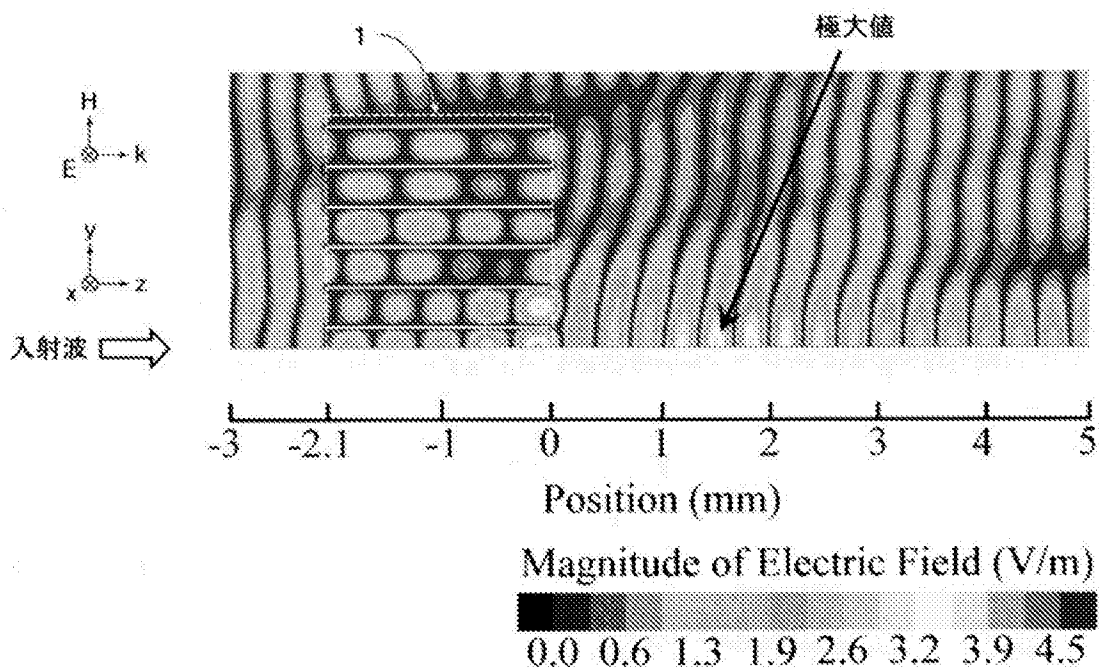 1
極大値
H
E
k
y
x
z
入射波
-3 -2.1 -1 0 1 2 3 4 5
Position (mm)
Magnitude of Electric Field (V/m)
0.0 0.6 1.3 1.9 2.6 3.2 3.9 4.5